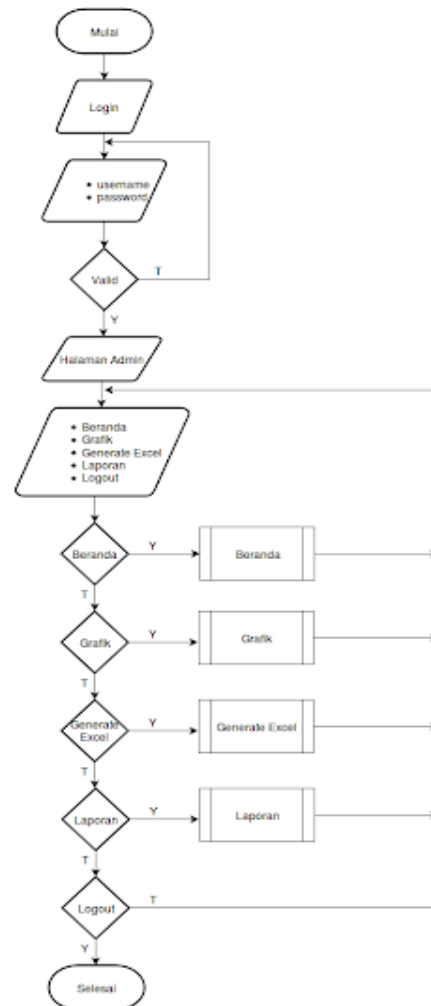 Mulai
Login
• username
• password
Valid
T
Y
Halaman Admin
• Beranda
• Grafik
• Generate Excel
• Laporan
• Logout
Beranda
Y
Beranda
T
Grafik
Y
Grafik
T
Generate
Excel
Y
Generate Excel
T
Laporan
Y
Laporan
T
Logout
T
Y
Selesai